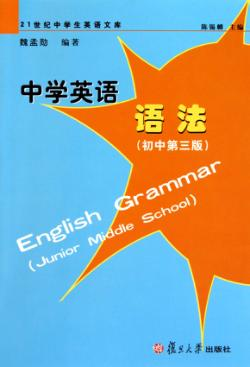 21世纪中学生英语文库
陈锡麟 主编
魏孟勋 编著
中学英语
语法
(初中第三版)
English Grammar
(Junior Middle School)
复旦大学出版社